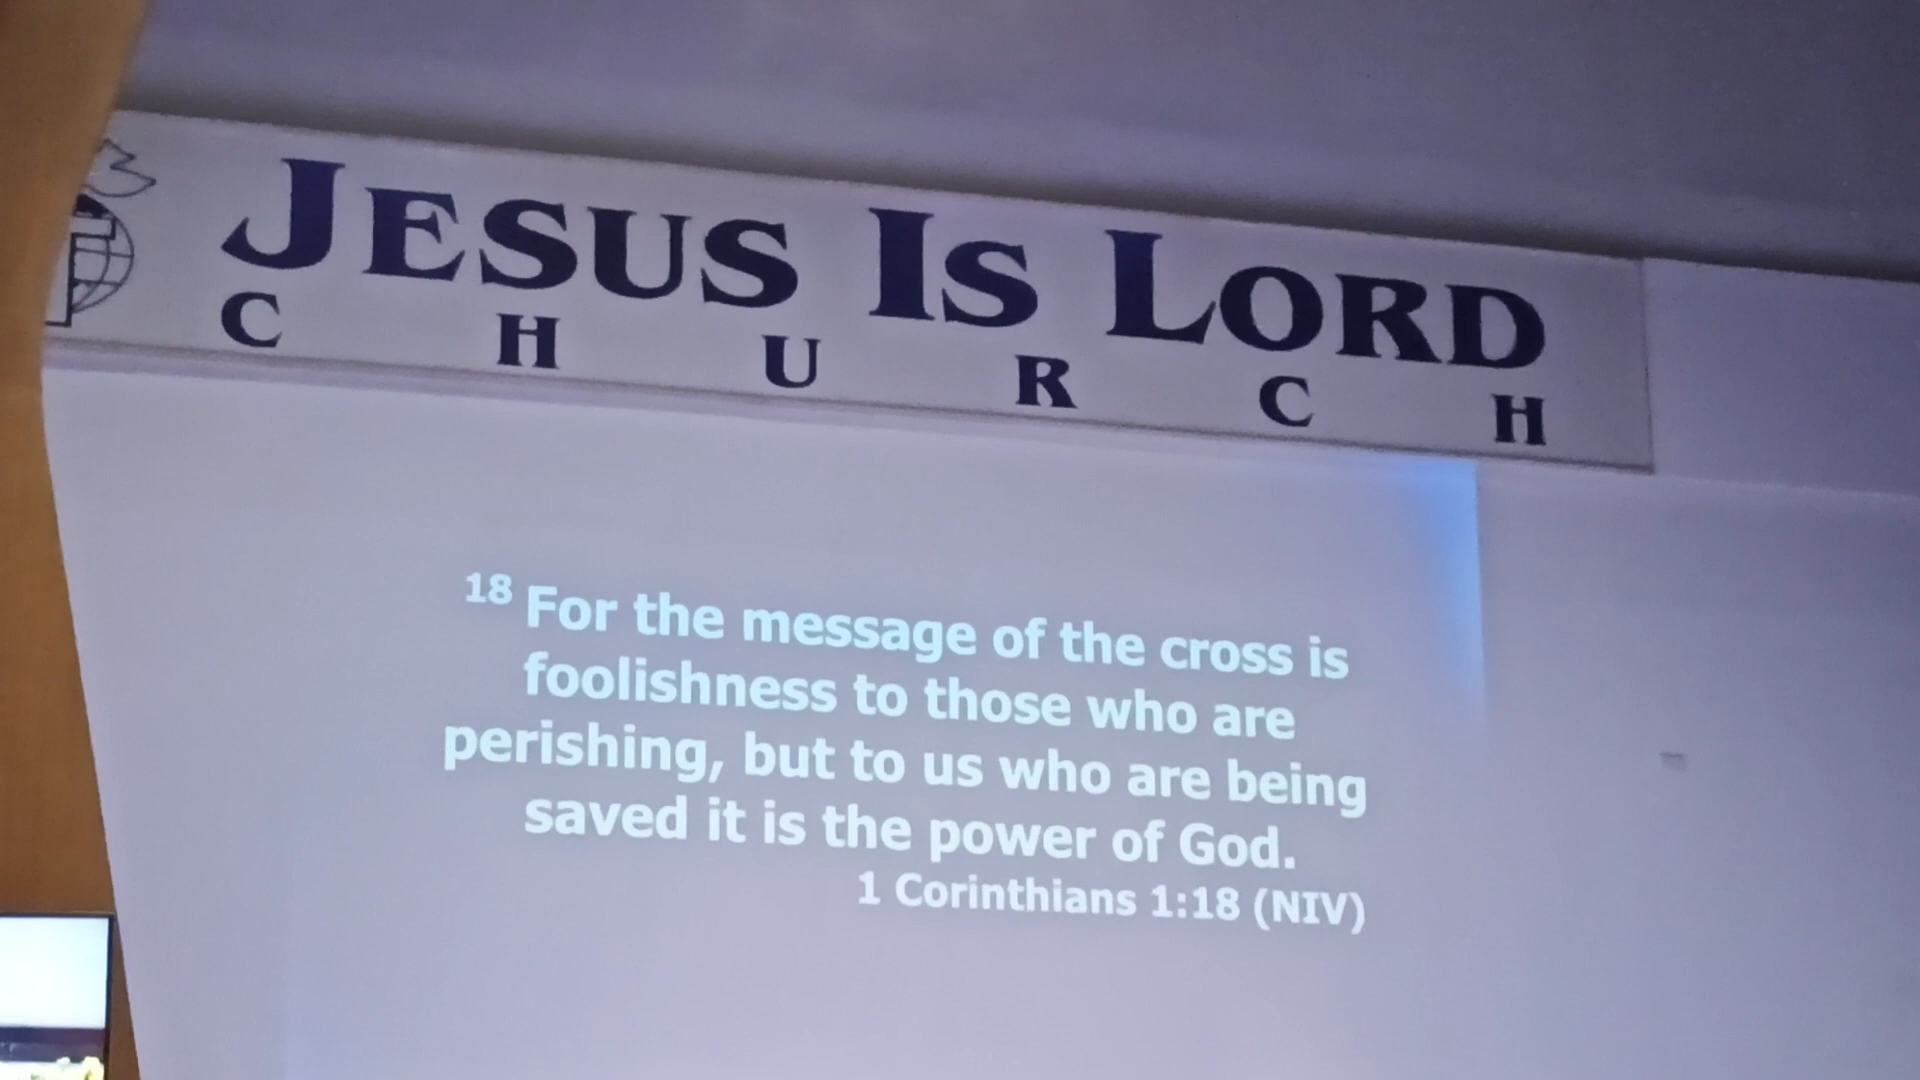 JESUS IS LORD
CHURCH
18 For the message of the cross is
foolishness to those who are
perishing, but to us who are being
saved it is the power of God.
1 Corinthians 1:18 (NIV)